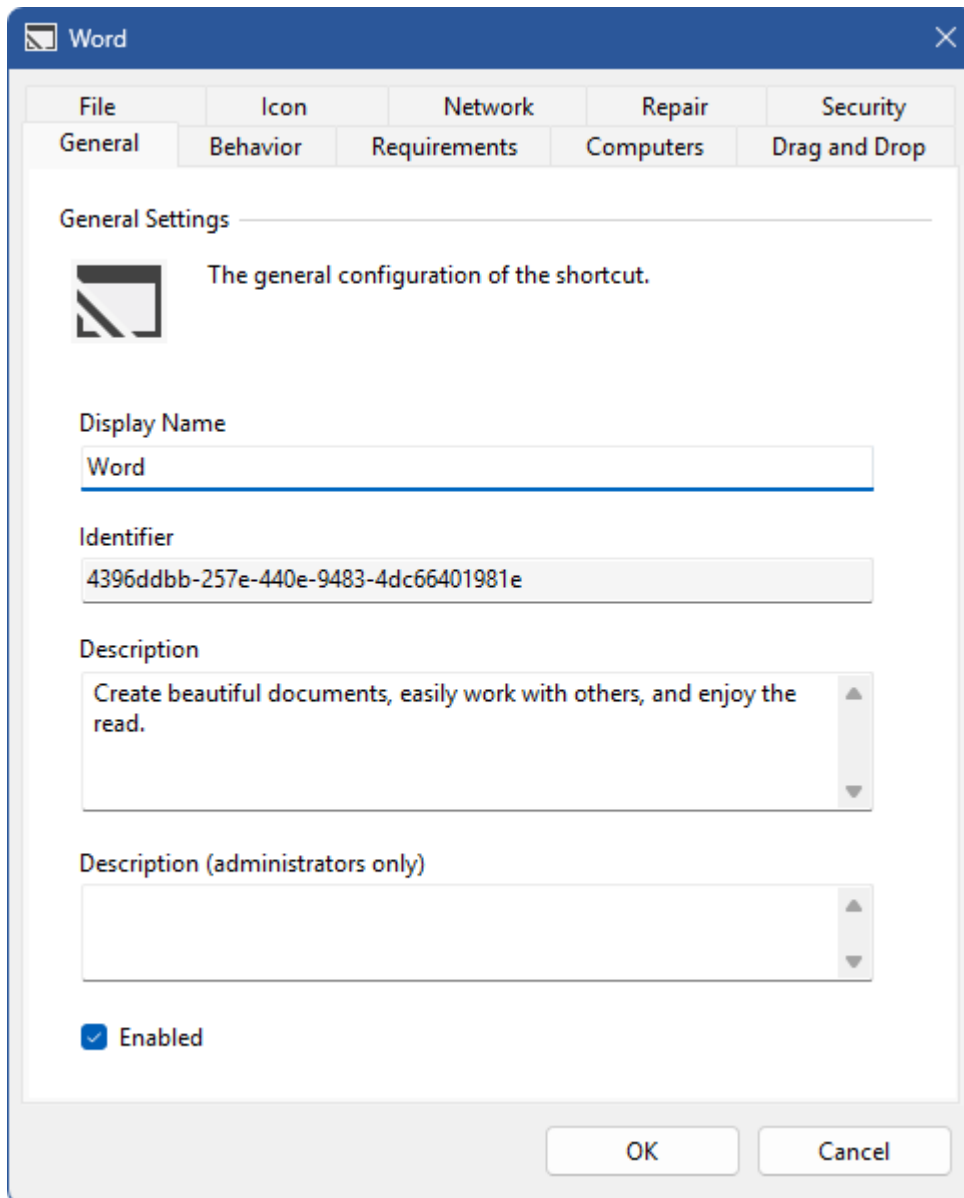 Word
File
Icon
Network
Repair
Security
General
Behavior
Requirements
Computers
Drag and Drop
General Settings
The general configuration of the shortcut.
Display Name
Word
Identifier
4396ddbb-257e-440e-9483-4dc66401981e
Description
Create beautiful documents, easily work with others, and enjoy the
read.
Description (administrators only)
Enabled
OK
Cancel